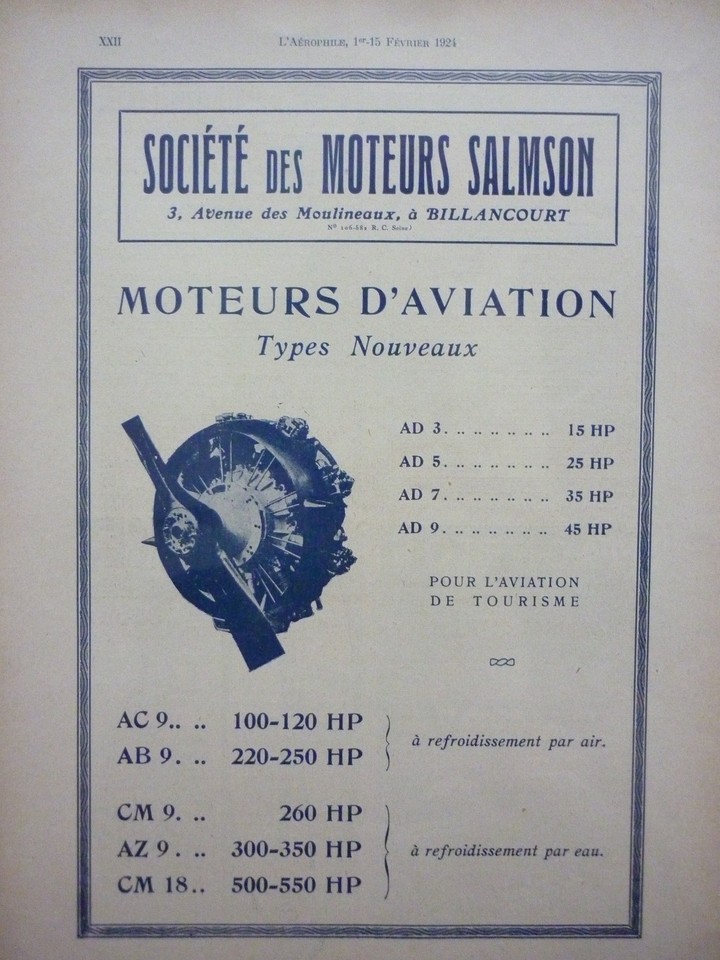 XXII
L'Aérophile, 1er-15 Février 1924
SOCIÉTÉ DES MOTEURS SALMSON
3, Avenue des Moulineaux, à BILLANCOURT
R. C. Seine)
MOTEURS D'AVIATION
Types Nouveaux
AD 3. .. .. .. .. .. .. 15 HP
AD 5. .. .. .. .. .. .. 25 HP
AD 7. .. .. .. .. .. .. 35 HP
AD 9. .. .. .. .. .. .. 45 HP
POUR L'AVIATION
DE TOURISME
AC 9.. .. 100-120 HP
à refroidissement par air.
AB 9. .. 220-250 HP
CM 9. .. 260 HP
AZ 9. .. 300-350 HP
à refroidissement par eau.
CM 18.. 500-550 HP